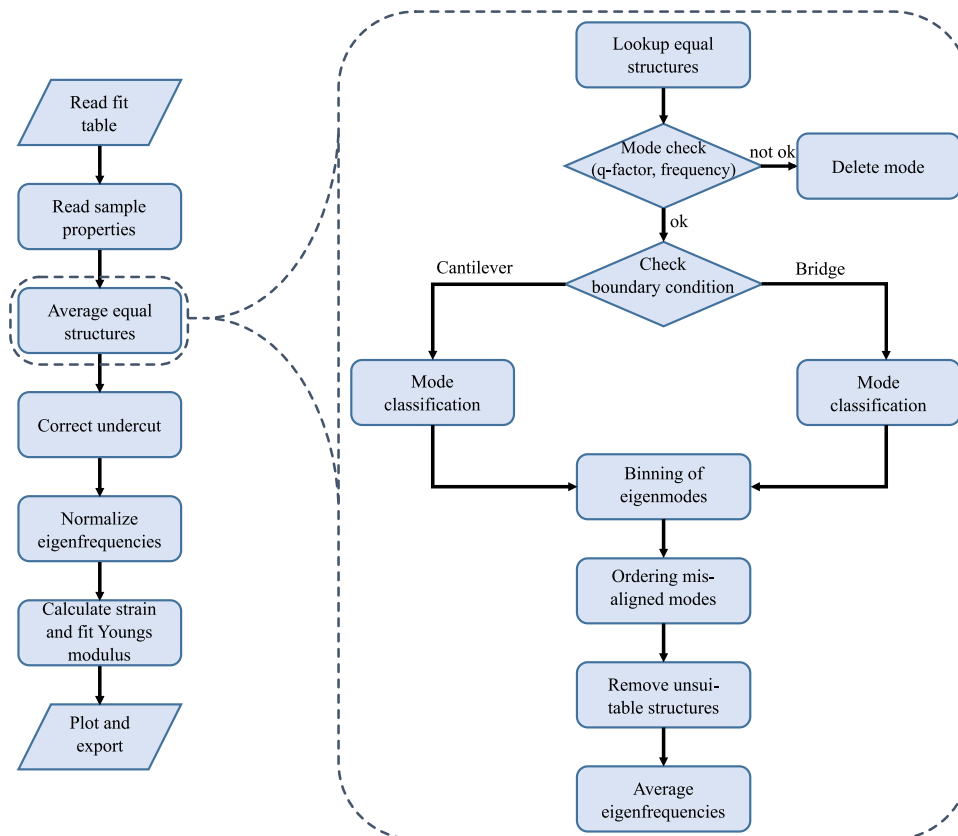 Read fit
table
Read sample
properties
Average equal
structures
Correct undercut
Normalize
eigenfrequencies
Calculate strain
and fit Youngs
modulus
Plot and
export
Lookup equal
structures
Mode check
(q-factor, frequency)
not ok
Delete mode
ok
Check
boundary condition
Cantilever
Bridge
Mode
classification
Mode
classification
Binning of
eigenmodes
Ordering mis-
aligned modes
Remove unsui-
table structures
Average
eigenfrequencies